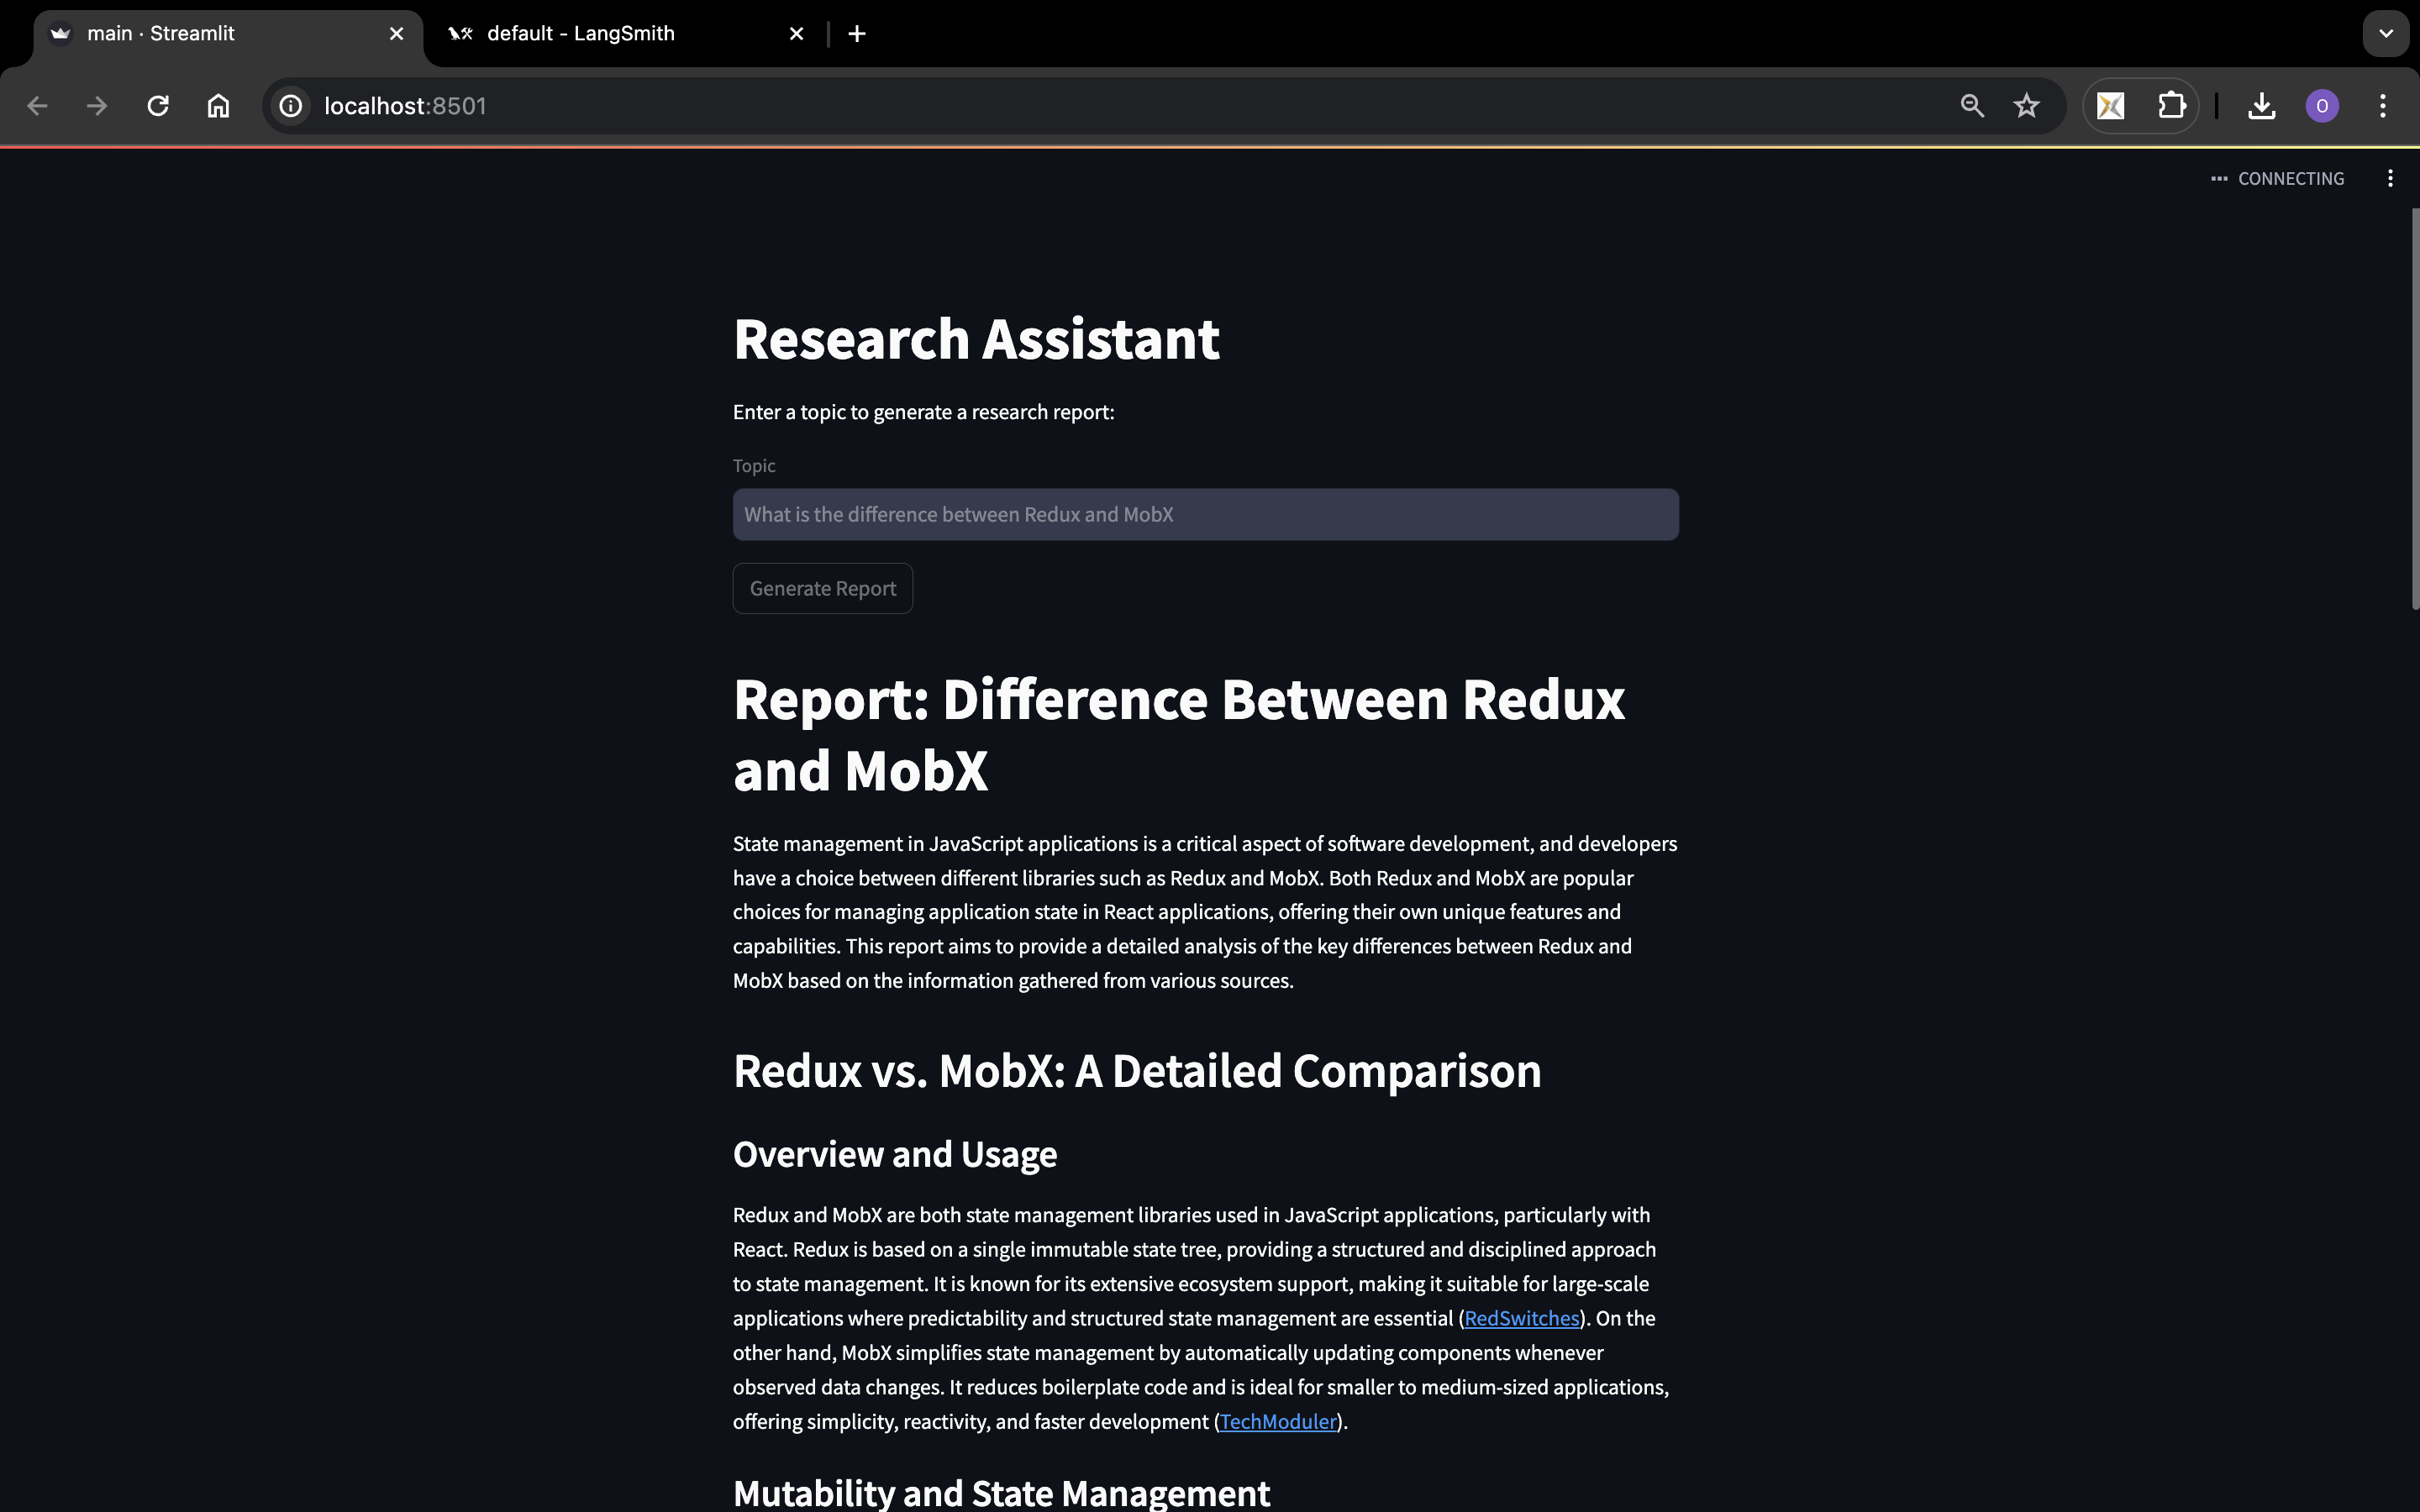 main · Streamlit
default - LangSmith
localhost:8501
O
CONNECTING
Research Assistant
Enter a topic to generate a research report:
Topic
What is the difference between Redux and MobX
Generate Report
Report: Difference Between Redux
and MobX
State management in JavaScript applications is a critical aspect of software development, and developers
have a choice between different libraries such as Redux and MobX. Both Redux and MobX are popular
choices for managing application state in React applications, offering their own unique features and
capabilities. This report aims to provide a detailed analysis of the key differences between Redux and
MobX based on the information gathered from various sources.
Redux vs. MobX: A Detailed Comparison
Overview and Usage
Redux and MobX are both state management libraries used in JavaScript applications, particularly with
React. Redux is based on a single immutable state tree, providing a structured and disciplined approach
to state management. It is known for its extensive ecosystem support, making it suitable for large-scale
applications where predictability and structured state management are essential (RedSwitches). On the
other hand, MobX simplifies state management by automatically updating components whenever
observed data changes. It reduces boilerplate code and is ideal for smaller to medium-sized applications,
offering simplicity, reactivity, and faster development (TechModuler).
Mutability and State Management